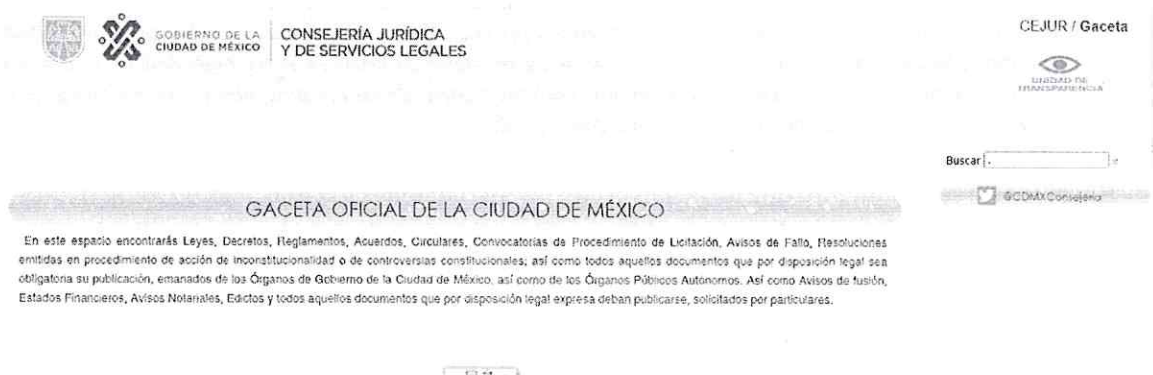 GOBIERNO DE LA
CIUDAD DE MÉXICO
CONSEJERÍA JURÍDICA
Y DE SERVICIOS LEGALES
CEJUR / Gaceta
UNIDAD DE
TRANSPARENCIA
Buscar
@CDMXConsejeria
GACETA OFICIAL DE LA CIUDAD DE MÉXICO
En este espacio encontrarás Leyes, Decretos, Reglamentos, Acuerdos, Circulares, Convocatorias de Procedimiento de Licitación, Avisos de Fallo, Resoluciones
emitidas en procedimiento de acción de inconstitucionalidad o de controversias constitucionales; así como todos aquellos documentos que por disposición legal sea
obligatoria su publicación, emanados de los Órganos de Gobierno de la Ciudad de México, así como de los Órganos Públicos Autónomos. Así como Avisos de fusión,
Estados Financieros, Avisos Notariales, Edictos y todos aquellos documentos que por disposición legal expresa deban publicarse, solicitados por particulares.